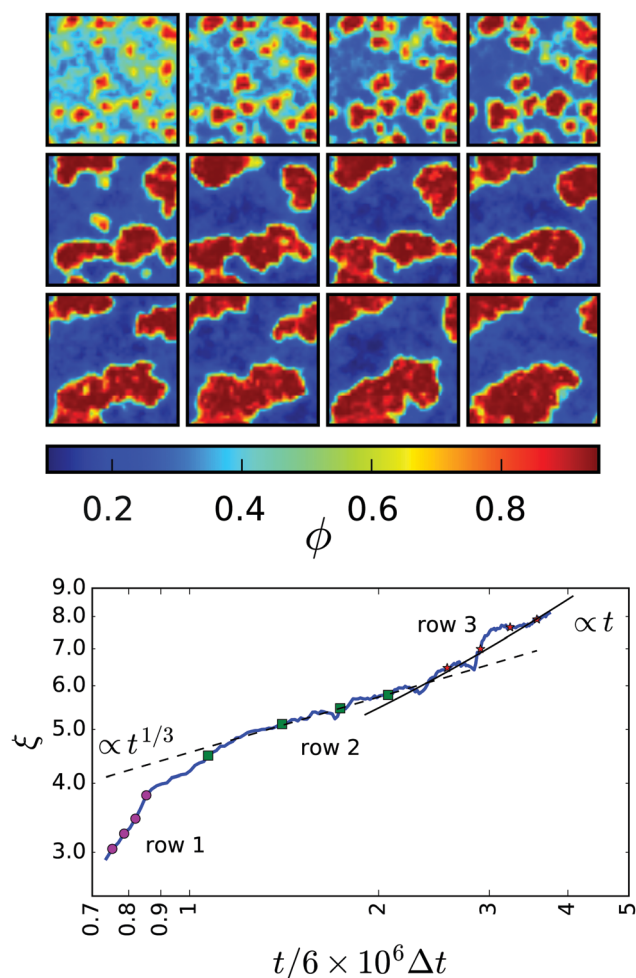 0.2 0.4 0.6 0.8
ϕ
9.0
8.0
7.0
6.0
5.0
4.0
3.0
ξ
row 3
∝t
∝t^{1/3}
row 2
row 1
0.7 0.8 0.9 1 2 3 4 5
t/6 × 10^6 Δt